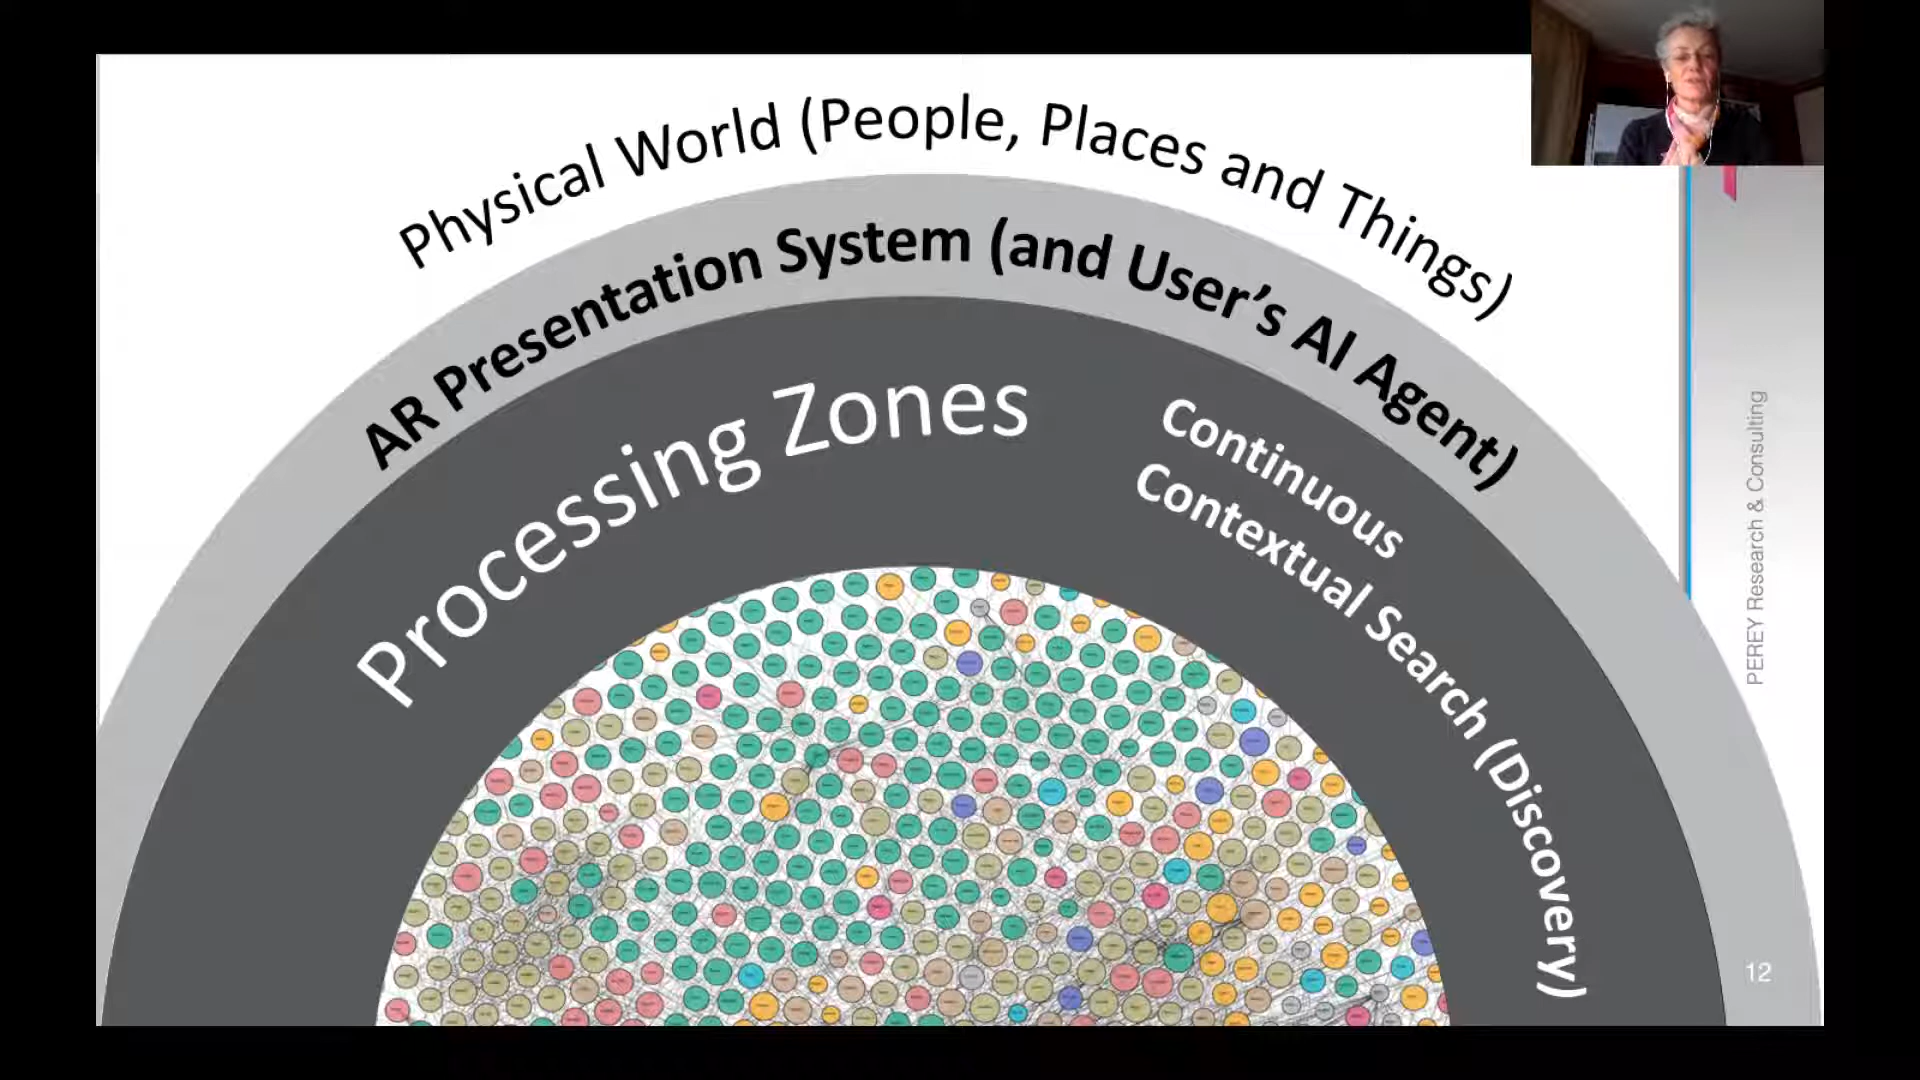 Physical World (People, Places and Things)
AR Presentation System (and User's AI Agent)
Processing Zones
Continuous
Contextual Search (Discovery)
PEREY Research & Consulting
12